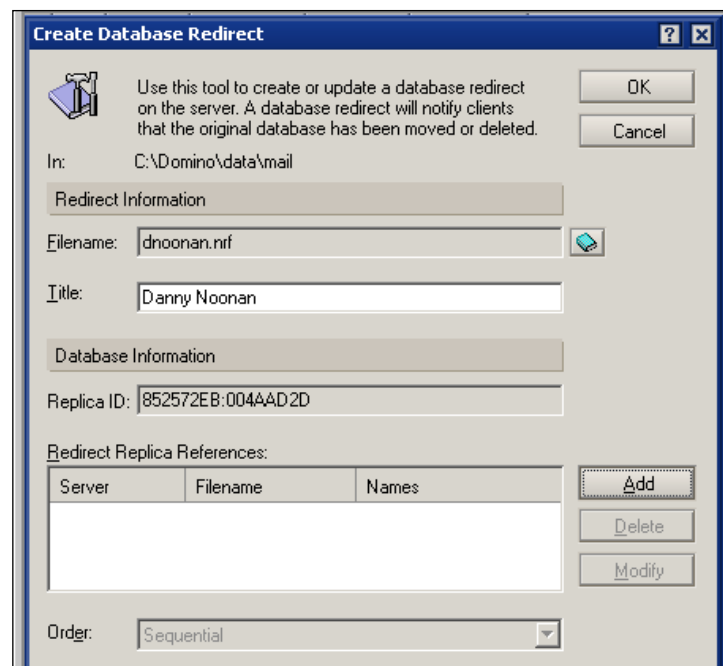 Create Database Redirect
Use this tool to create or update a database redirect
on the server. A database redirect will notify clients
that the original database has been moved or deleted.
OK
Cancel
In: C:\Domino\data\mail
Redirect Information
Filename: dnoonan.nrf
Title: Danny Noonan
Database Information
Replica ID: 852572EB:004AAD2D
Redirect Replica References:
Server Filename Names
Add
Delete
Modify
Order: Sequential